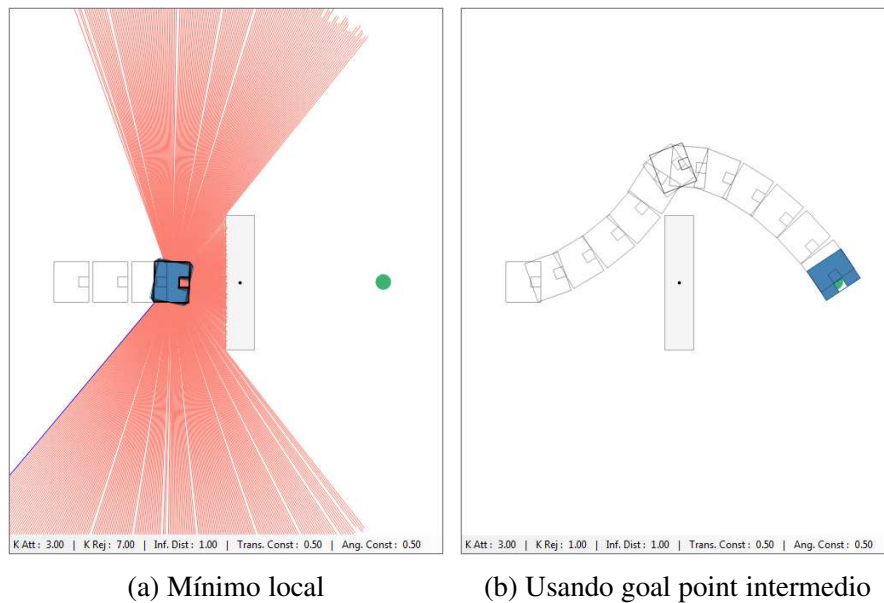 K Att : 3.00 | K Rej : 7.00 | Inf. Dist : 1.00 | Trans. Const : 0.50 | Ang. Const : 0.50
K Att : 3.00 | K Rej : 1.00 | Inf. Dist : 1.00 | Trans. Const : 0.50 | Ang. Const : 0.50
(a) Mínimo local
(b) Usando goal point intermedio